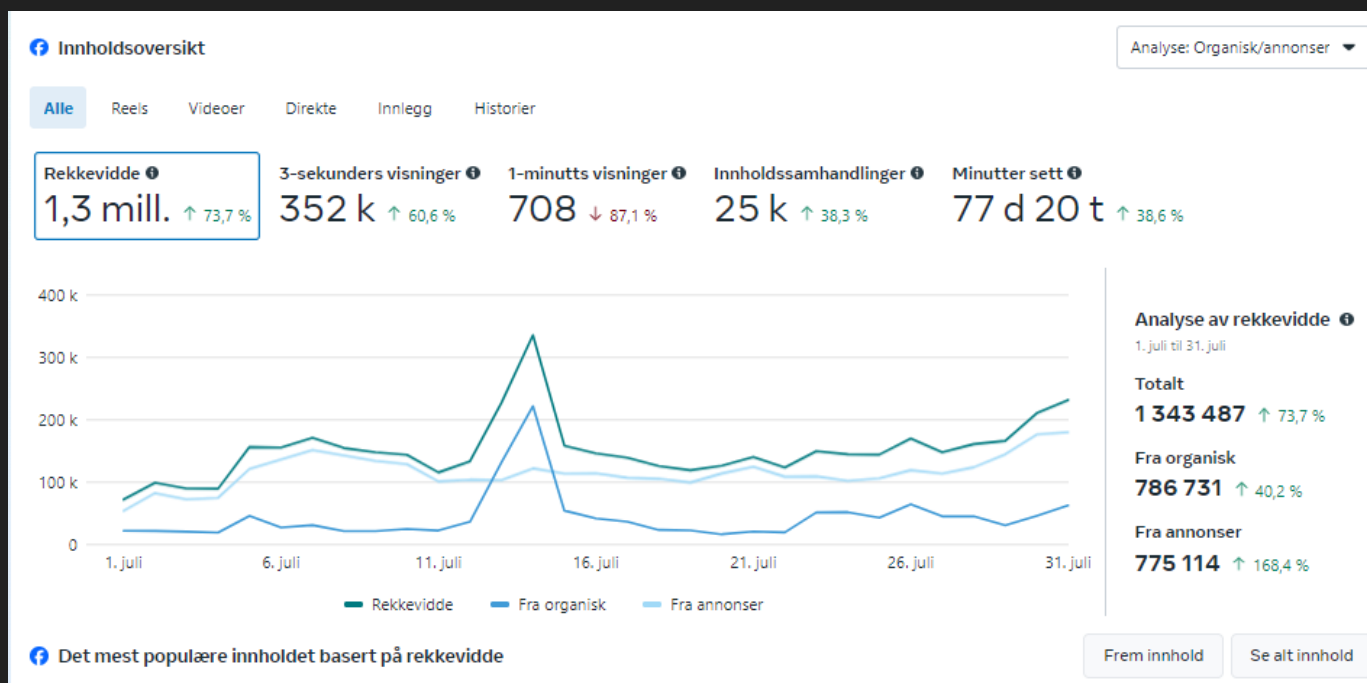 Innholdsoversikt
Analyse: Organisk/annonser
Alle Reels Videoer Direkte Innlegg Historier
Rekkevidde 3-sekunders visninger 1-minutts visninger Innholdssamhandlinger Minutter sett
1,3 mill. ↑ 73,7 % 352 k ↑ 60,6 % 708 ↓ 87,1 % 25 k ↑ 38,3 % 77 d 20 t ↑ 38,6 %
400 k
300 k
200 k
100 k
0
1. juli 6. juli 11. juli 16. juli 21. juli 26. juli 31. juli
Rekkevidde Fra organisk Fra annonser
Analyse av rekkevidde
1. juli til 31. juli
Totalt
1 343 487 ↑ 73,7 %
Fra organisk
786 731 ↑ 40,2 %
Fra annonser
775 114 ↑ 168,4 %
Det mest populære innholdet basert på rekkevidde
Frem innhold Se alt innhold